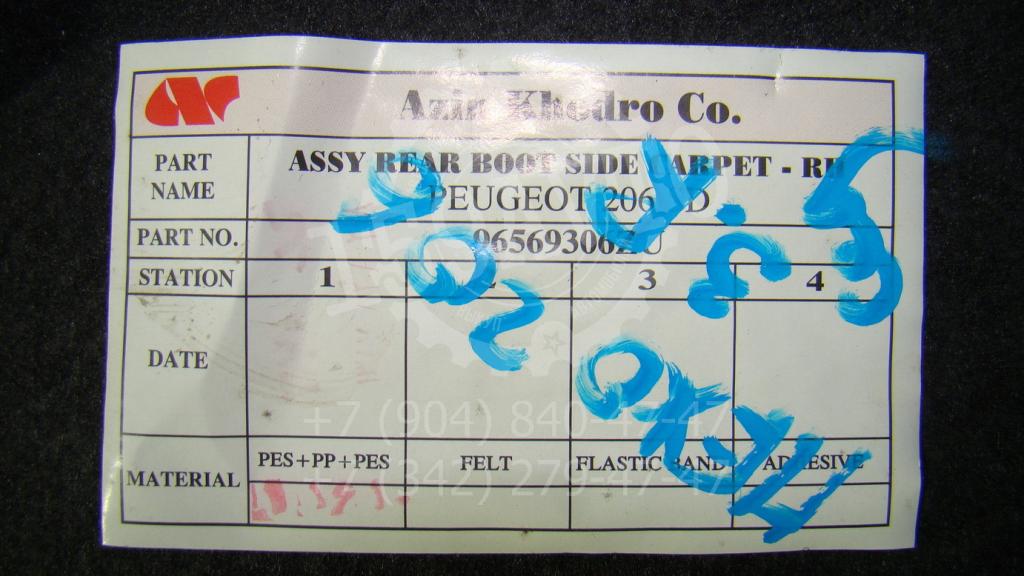 Azin Khodro Co.
PART NAME
ASSY REAR BOOT SIDE CARPET - RH
PEUGEOT 206 SD
PART NO.
STATION 1 2 3 4
DATE
MATERIAL
PES+PP+PES FELT FLASTIC BAND ADHESIVE
+7 (904) 840-47-47
+7 (342) 279-47-47